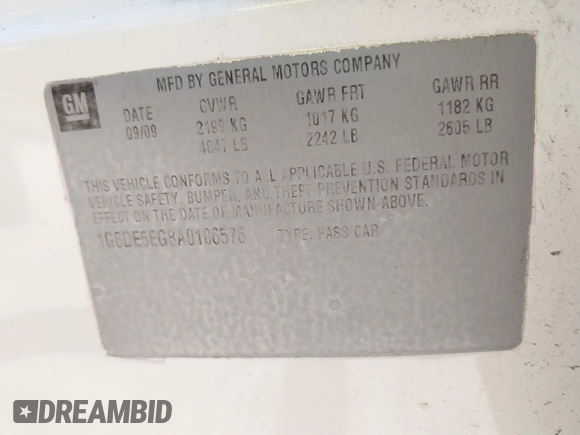 MFD BY GENERAL MOTORS COMPANY
GM
DATE GVWR GAWR FRT GAWR RR
09/09 2199 KG 1017 KG 1182 KG
4847 LB 2242 LB 2605 LB
THIS VEHICLE CONFORMS TO ALL APPLICABLE U.S. FEDERAL MOTOR
VEHICLE SAFETY, BUMPER, AND THEFT PREVENTION STANDARDS IN
EFFECT ON THE DATE OF MANUFACTURE SHOWN ABOVE.
1G6DE5EG8A0106576 TYPE: PASS CAR
DREAMBID